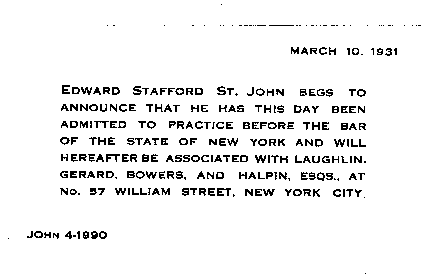 MARCH 10, 1931
EDWARD STAFFORD ST. JOHN BEGS TO
ANNOUNCE THAT HE HAS THIS DAY BEEN
ADMITTED TO PRACTICE BEFORE THE BAR
OF THE STATE OF NEW YORK AND WILL
HEREAFTER BE ASSOCIATED WITH LAUGHLIN,
GERARD, BOWERS, AND HALPIN, ESQS., AT
No. 57 WILLIAM STREET, NEW YORK CITY.
JOHN 4-1990